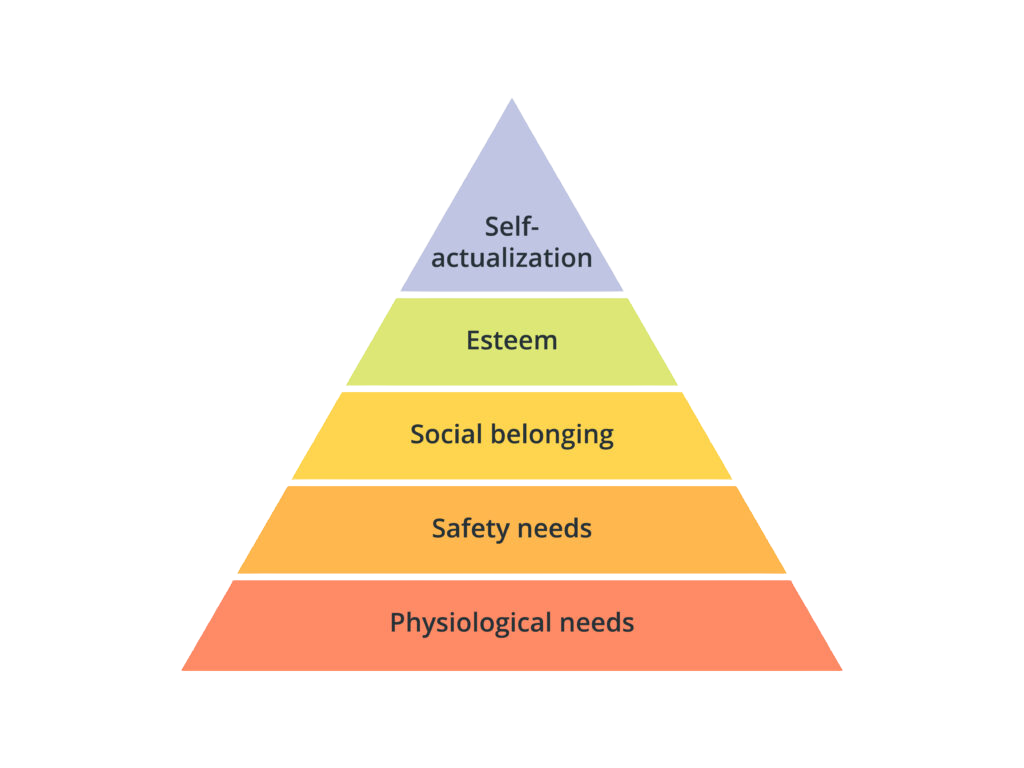 Self-
actualization
Esteem
Social belonging
Safety needs
Physiological needs